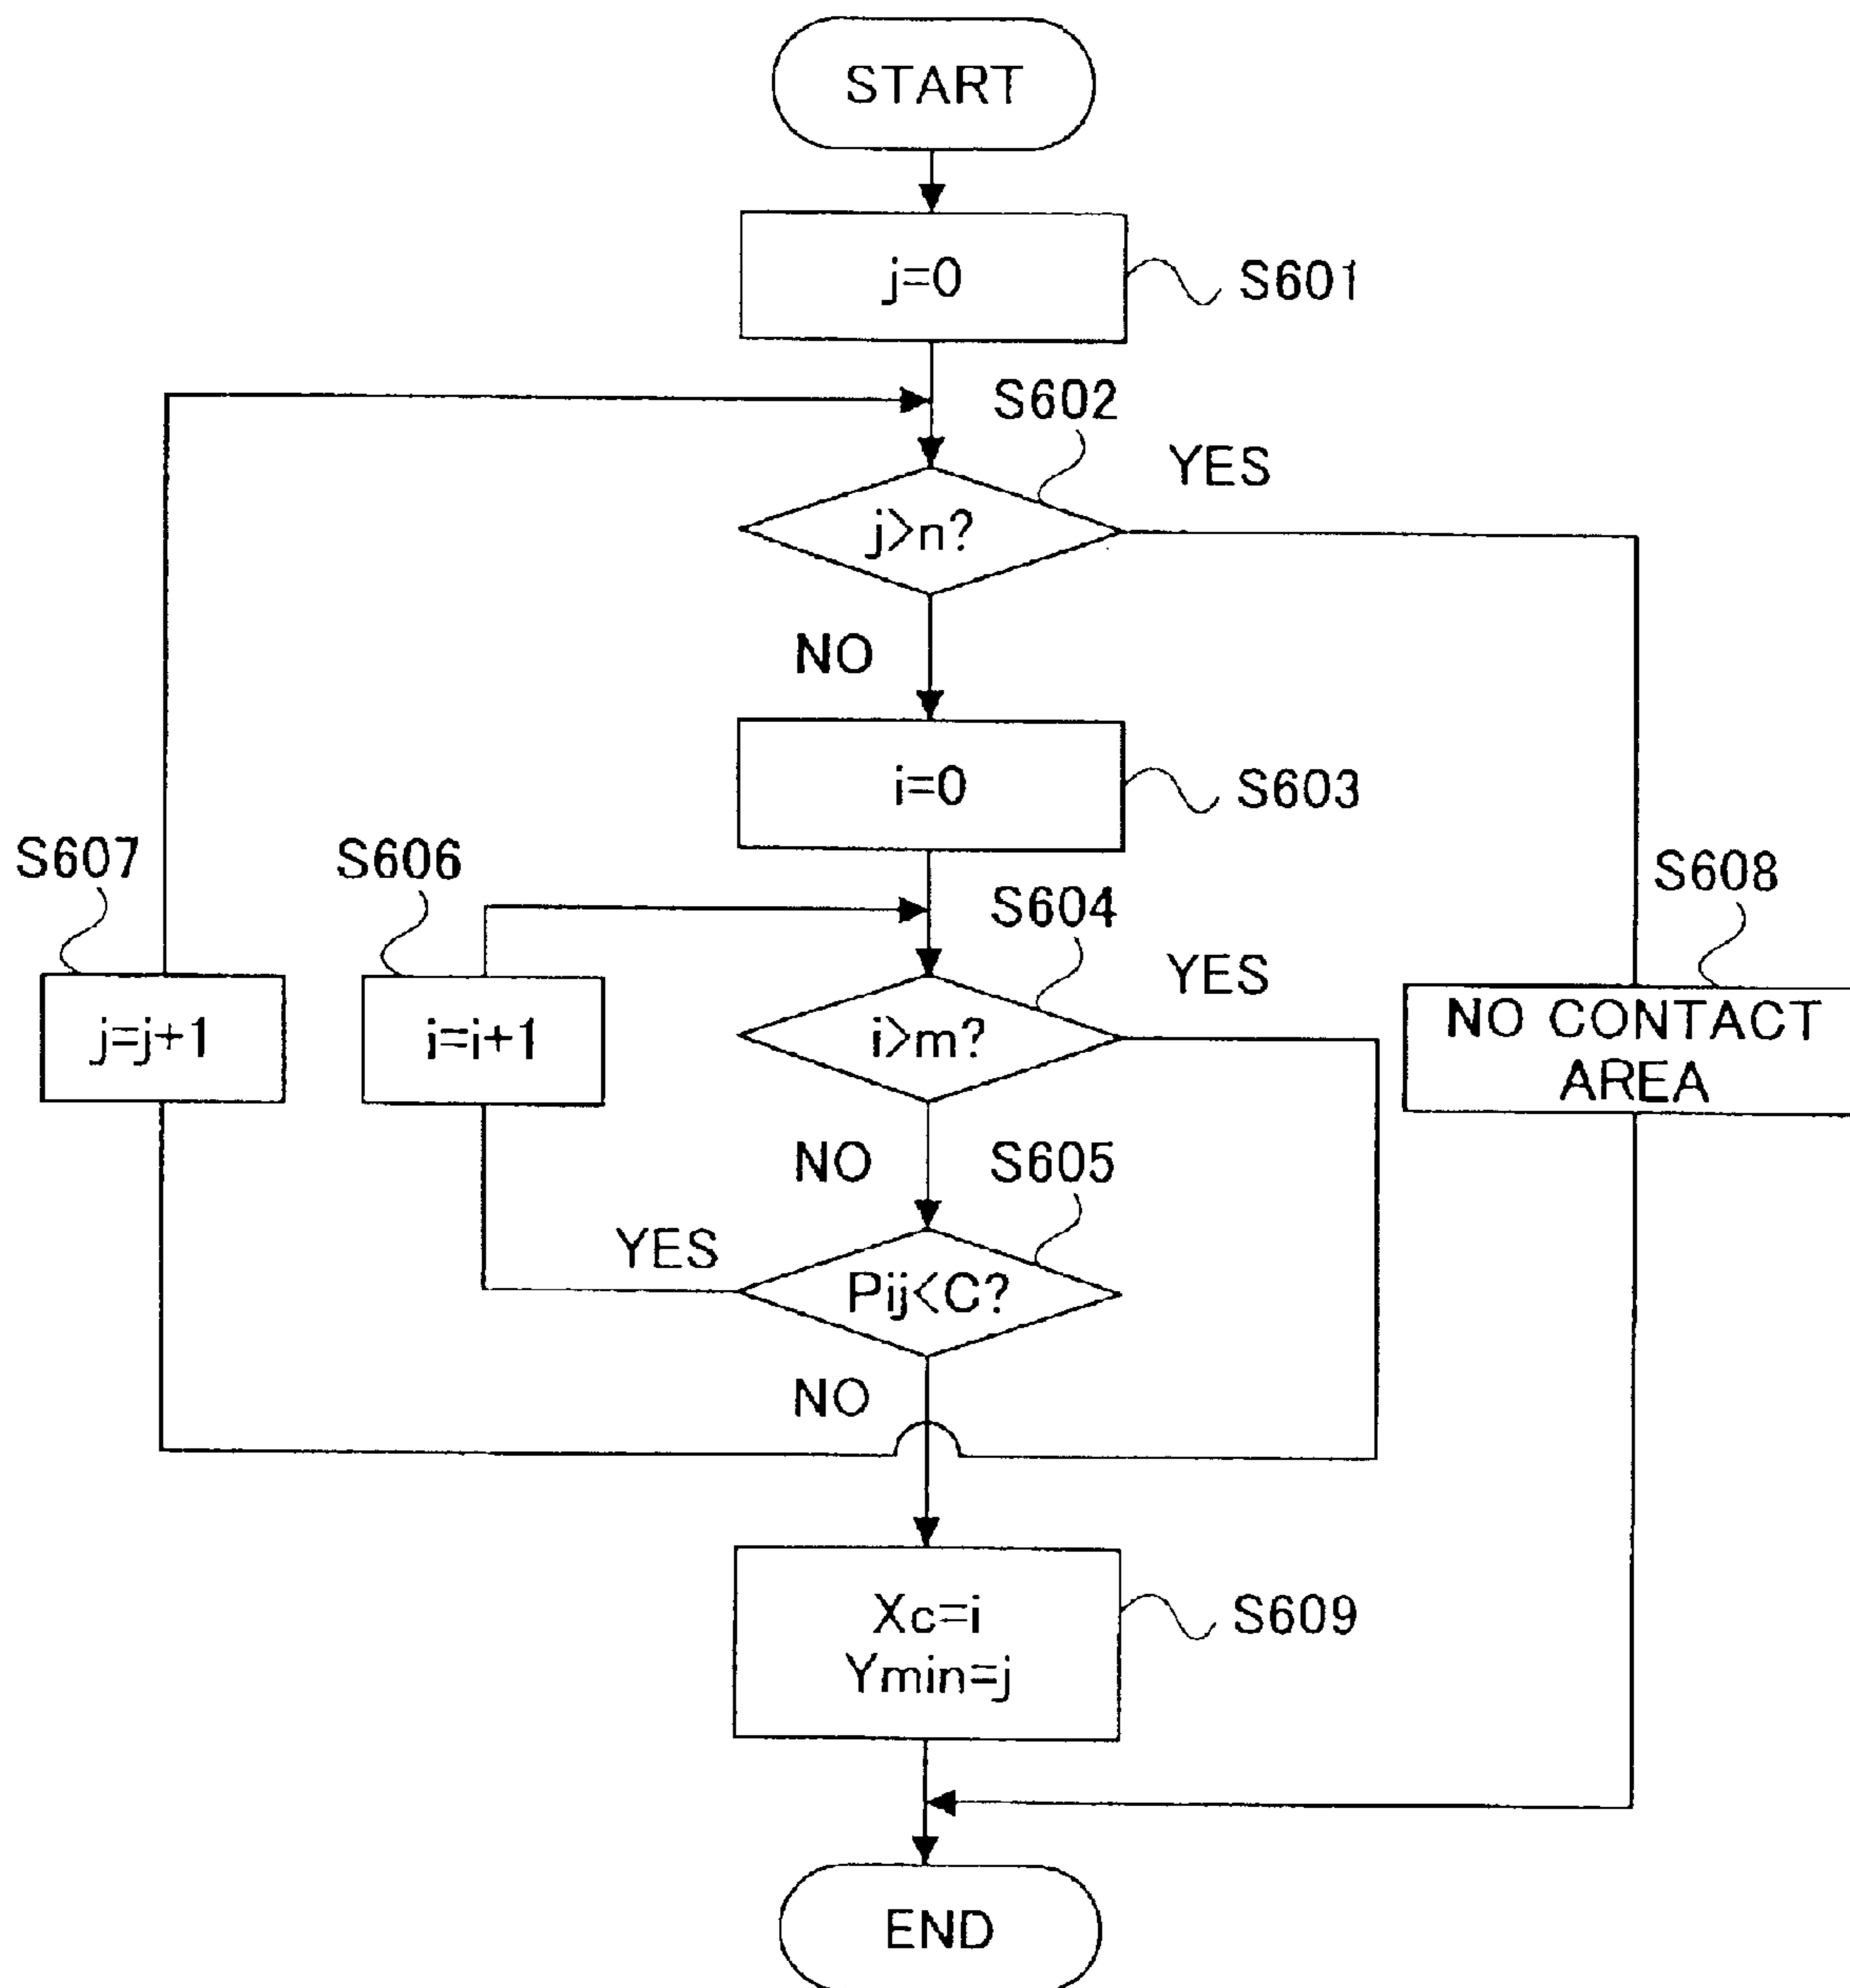 START
j=0
S601
S602
YES
j>n?
NO
i=0
S603
S607
S606
S604
S608
YES
j=j+1
i=i+1
i>m?
NO CONTACT
AREA
NO
S605
YES
Pij<C?
NO
Xc=i
Ymin=j
S609
END